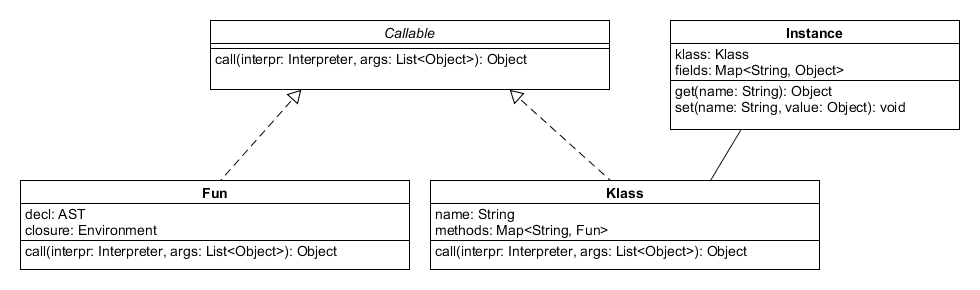 Callable
call(interpr: Interpreter, args: List<Object>): Object
Instance
klass: Klass
fields: Map<String, Object>
get(name: String): Object
set(name: String, value: Object): void
Fun
decl: AST
closure: Environment
call(interpr: Interpreter, args: List<Object>): Object
Klass
name: String
methods: Map<String, Fun>
call(interpr: Interpreter, args: List<Object>): Object